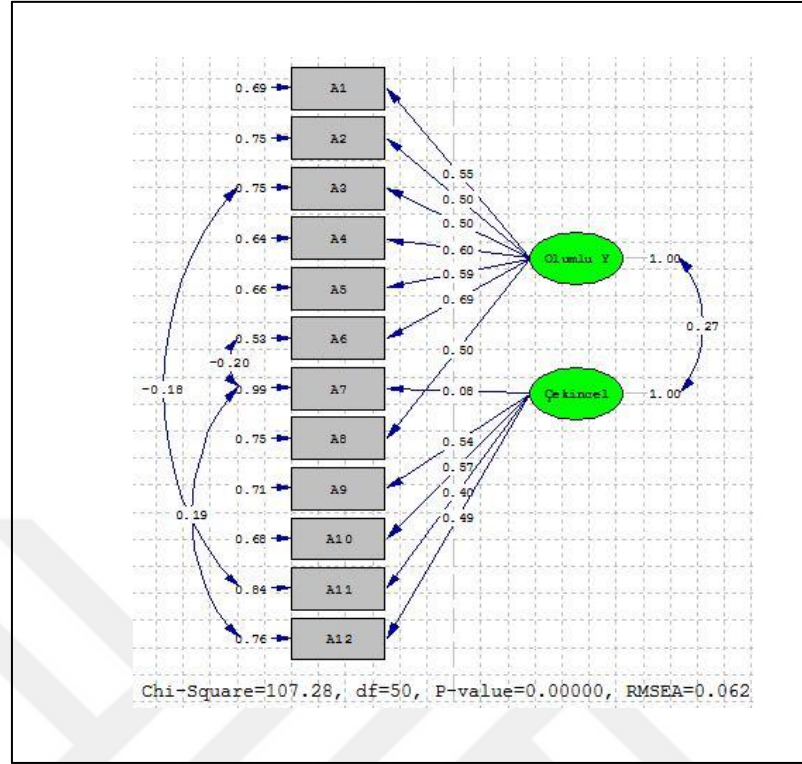 0.69 A1
0.75 A2
0.75 A3
0.64 A4
0.66 A5
0.53 A6
0.99 A7
0.75 A8
0.71 A9
0.68 A10
0.84 A11
0.76 A12
-0.20
-0.18
0.19
0.55
0.50
0.50
0.60
0.59
0.69
0.50
0.08
0.54
0.57
0.40
0.49
Olumlu Y 1.00
0.27
Çekincel 1.00
Chi-Square=107.28, df=50, P-value=0.00000, RMSEA=0.062